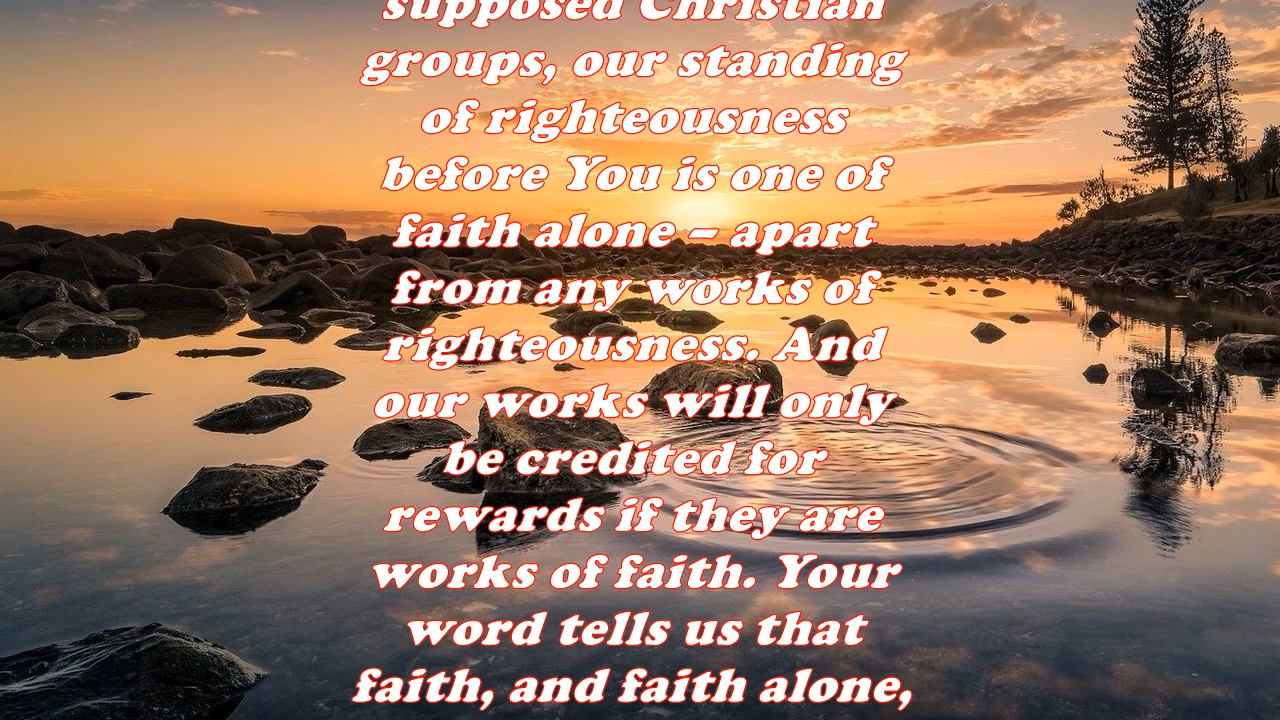 supposed Christian
groups, our standing
of righteousness
before You is one of
faith alone – apart
from any works of
righteousness. And
our works will only
be credited for
rewards if they are
works of faith. Your
word tells us that
faith, and faith alone,